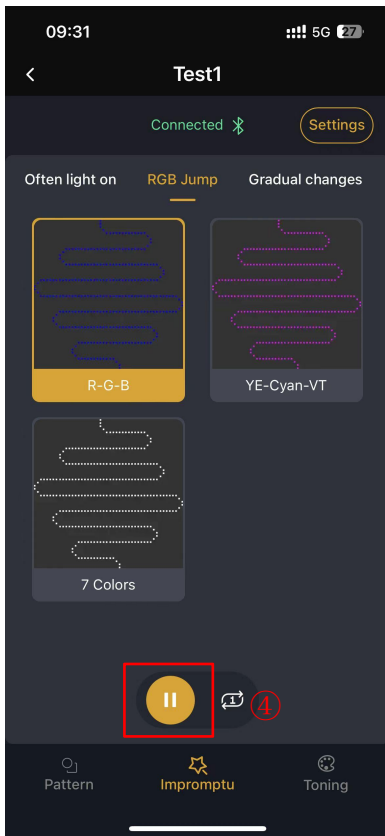 09:31 5G 27
Test1
Connected Settings
Often light on RGB Jump Gradual changes
R-G-B YE-Cyan-VT
7 Colors
1 ④
Pattern Impromptu Toning